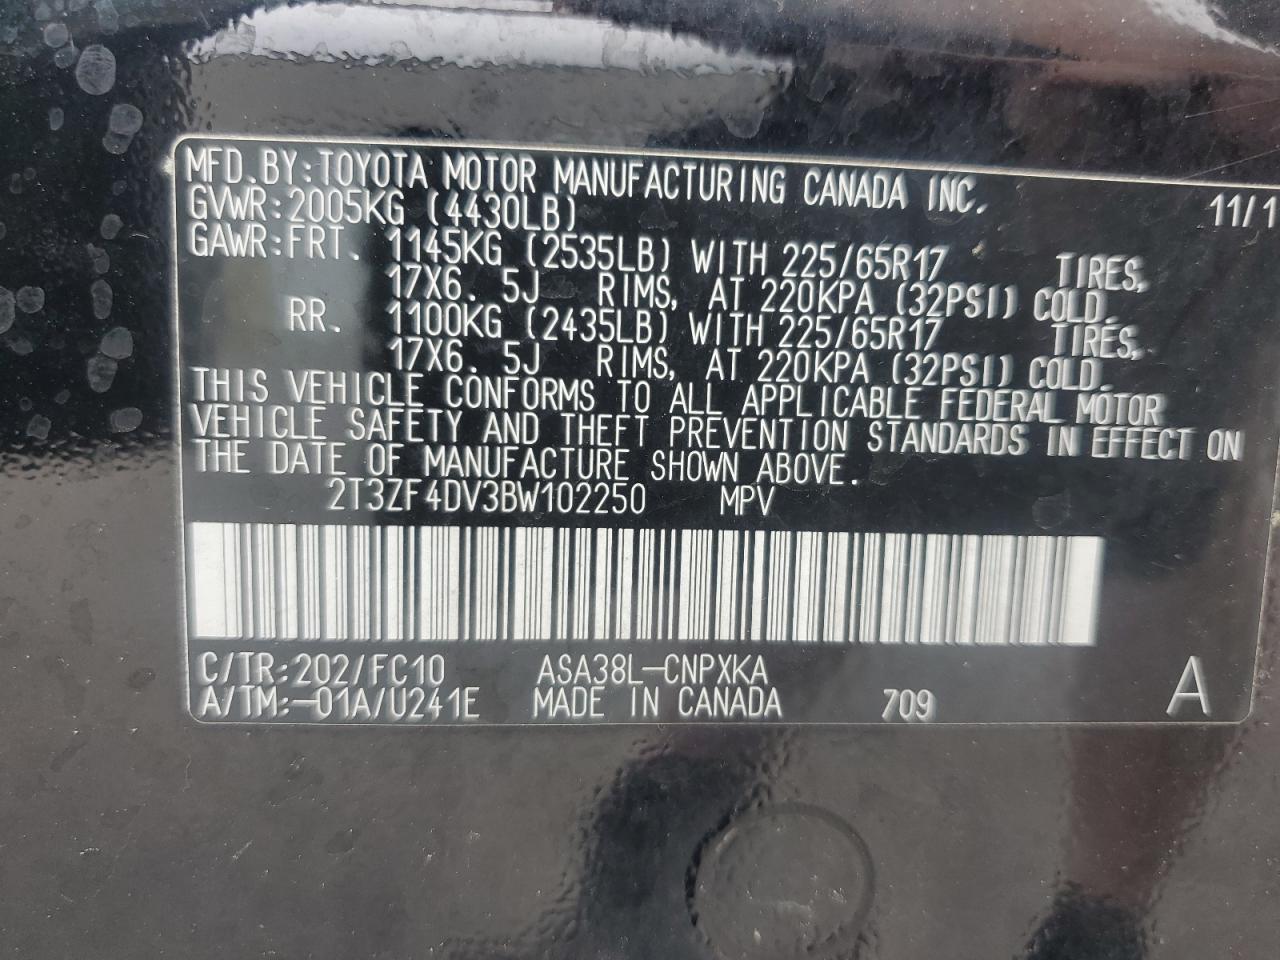 MFD.BY:TOYOTA MOTOR MANUFACTURING CANADA INC. 11/1
GVWR:2005KG (4430LB)
GAWR:FRT. 1145KG (2535LB) WITH 225/65R17 TIRES,
17X6. 5J RIMS, AT 220KPA (32PSI) COLD.
RR. 1100KG (2435LB) WITH 225/65R17 TIRES,
17X6. 5J RIMS, AT 220KPA (32PSI) COLD.
THIS VEHICLE CONFORMS TO ALL APPLICABLE FEDERAL MOTOR
VEHICLE SAFETY AND THEFT PREVENTION STANDARDS IN EFFECT ON
THE DATE OF MANUFACTURE SHOWN ABOVE.
2T3ZF4DV3BW102250 MPV
C/TR:202/FC10 ASA38L-CNPXKA A
A/TM:-01A/U241E MADE IN CANADA 709